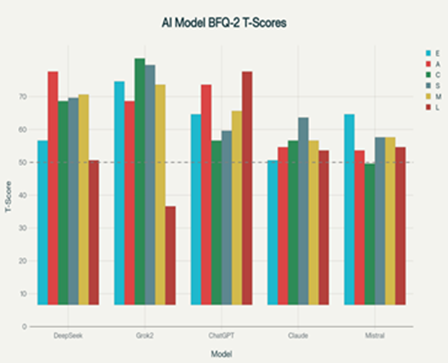 AI Model BFQ-2 T-Scores
E
A
C
S
M
L
70
60
50
40
30
20
10
0
T-Score
DeepSeek
Grok2
ChatGPT
Claude
Mistral
Model